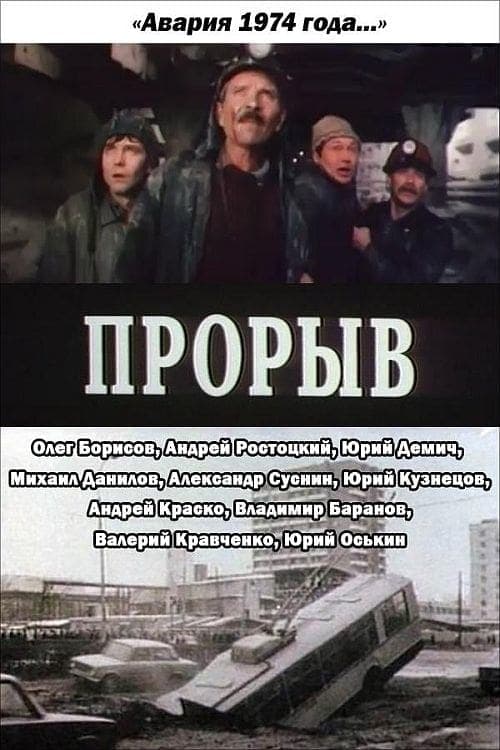 «Авария 1974 года...»
ПРОРЫВ
Олег Борисов, Андрей Ростоцкий, Юрий Демич,
Михаил Данилов, Александр Суснин, Юрий Кузнецов,
Андрей Краско, Владимир Баранов,
Валерий Кравченко, Юрий Оськин